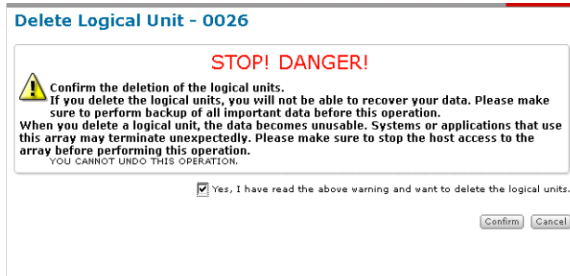 Delete Logical Unit - 0026
STOP! DANGER!
Confirm the deletion of the logical units.
If you delete the logical units, you will not be able to recover your data. Please make
sure to perform backup of all important data before this operation.
When you delete a logical unit, the data becomes unusable. Systems or applications that use
this array may terminate unexpectedly. Please make sure to stop the host access to the
array before performing this operation.
YOU CANNOT UNDO THIS OPERATION.
Yes, I have read the above warning and want to delete the logical units.
Confirm Cancel